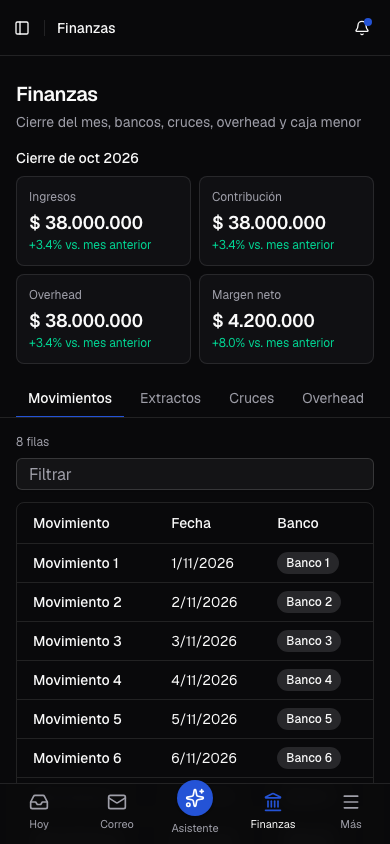 Finanzas
Finanzas
Cierre del mes, bancos, cruces, overhead y caja menor
Cierre de oct 2026
Ingresos
$ 38.000.000
+3.4% vs. mes anterior
Contribución
$ 38.000.000
+3.4% vs. mes anterior
Overhead
$ 38.000.000
+3.4% vs. mes anterior
Margen neto
$ 4.200.000
+8.0% vs. mes anterior
Movimientos Extractos Cruces Overhead
8 filas
Filtrar
Movimiento Fecha Banco
Movimiento 1 1/11/2026 Banco 1
Movimiento 2 2/11/2026 Banco 2
Movimiento 3 3/11/2026 Banco 3
Movimiento 4 4/11/2026 Banco 4
Movimiento 5 5/11/2026 Banco 5
Movimiento 6 6/11/2026 Banco 6
Hoy Correo Asistente Finanzas Más